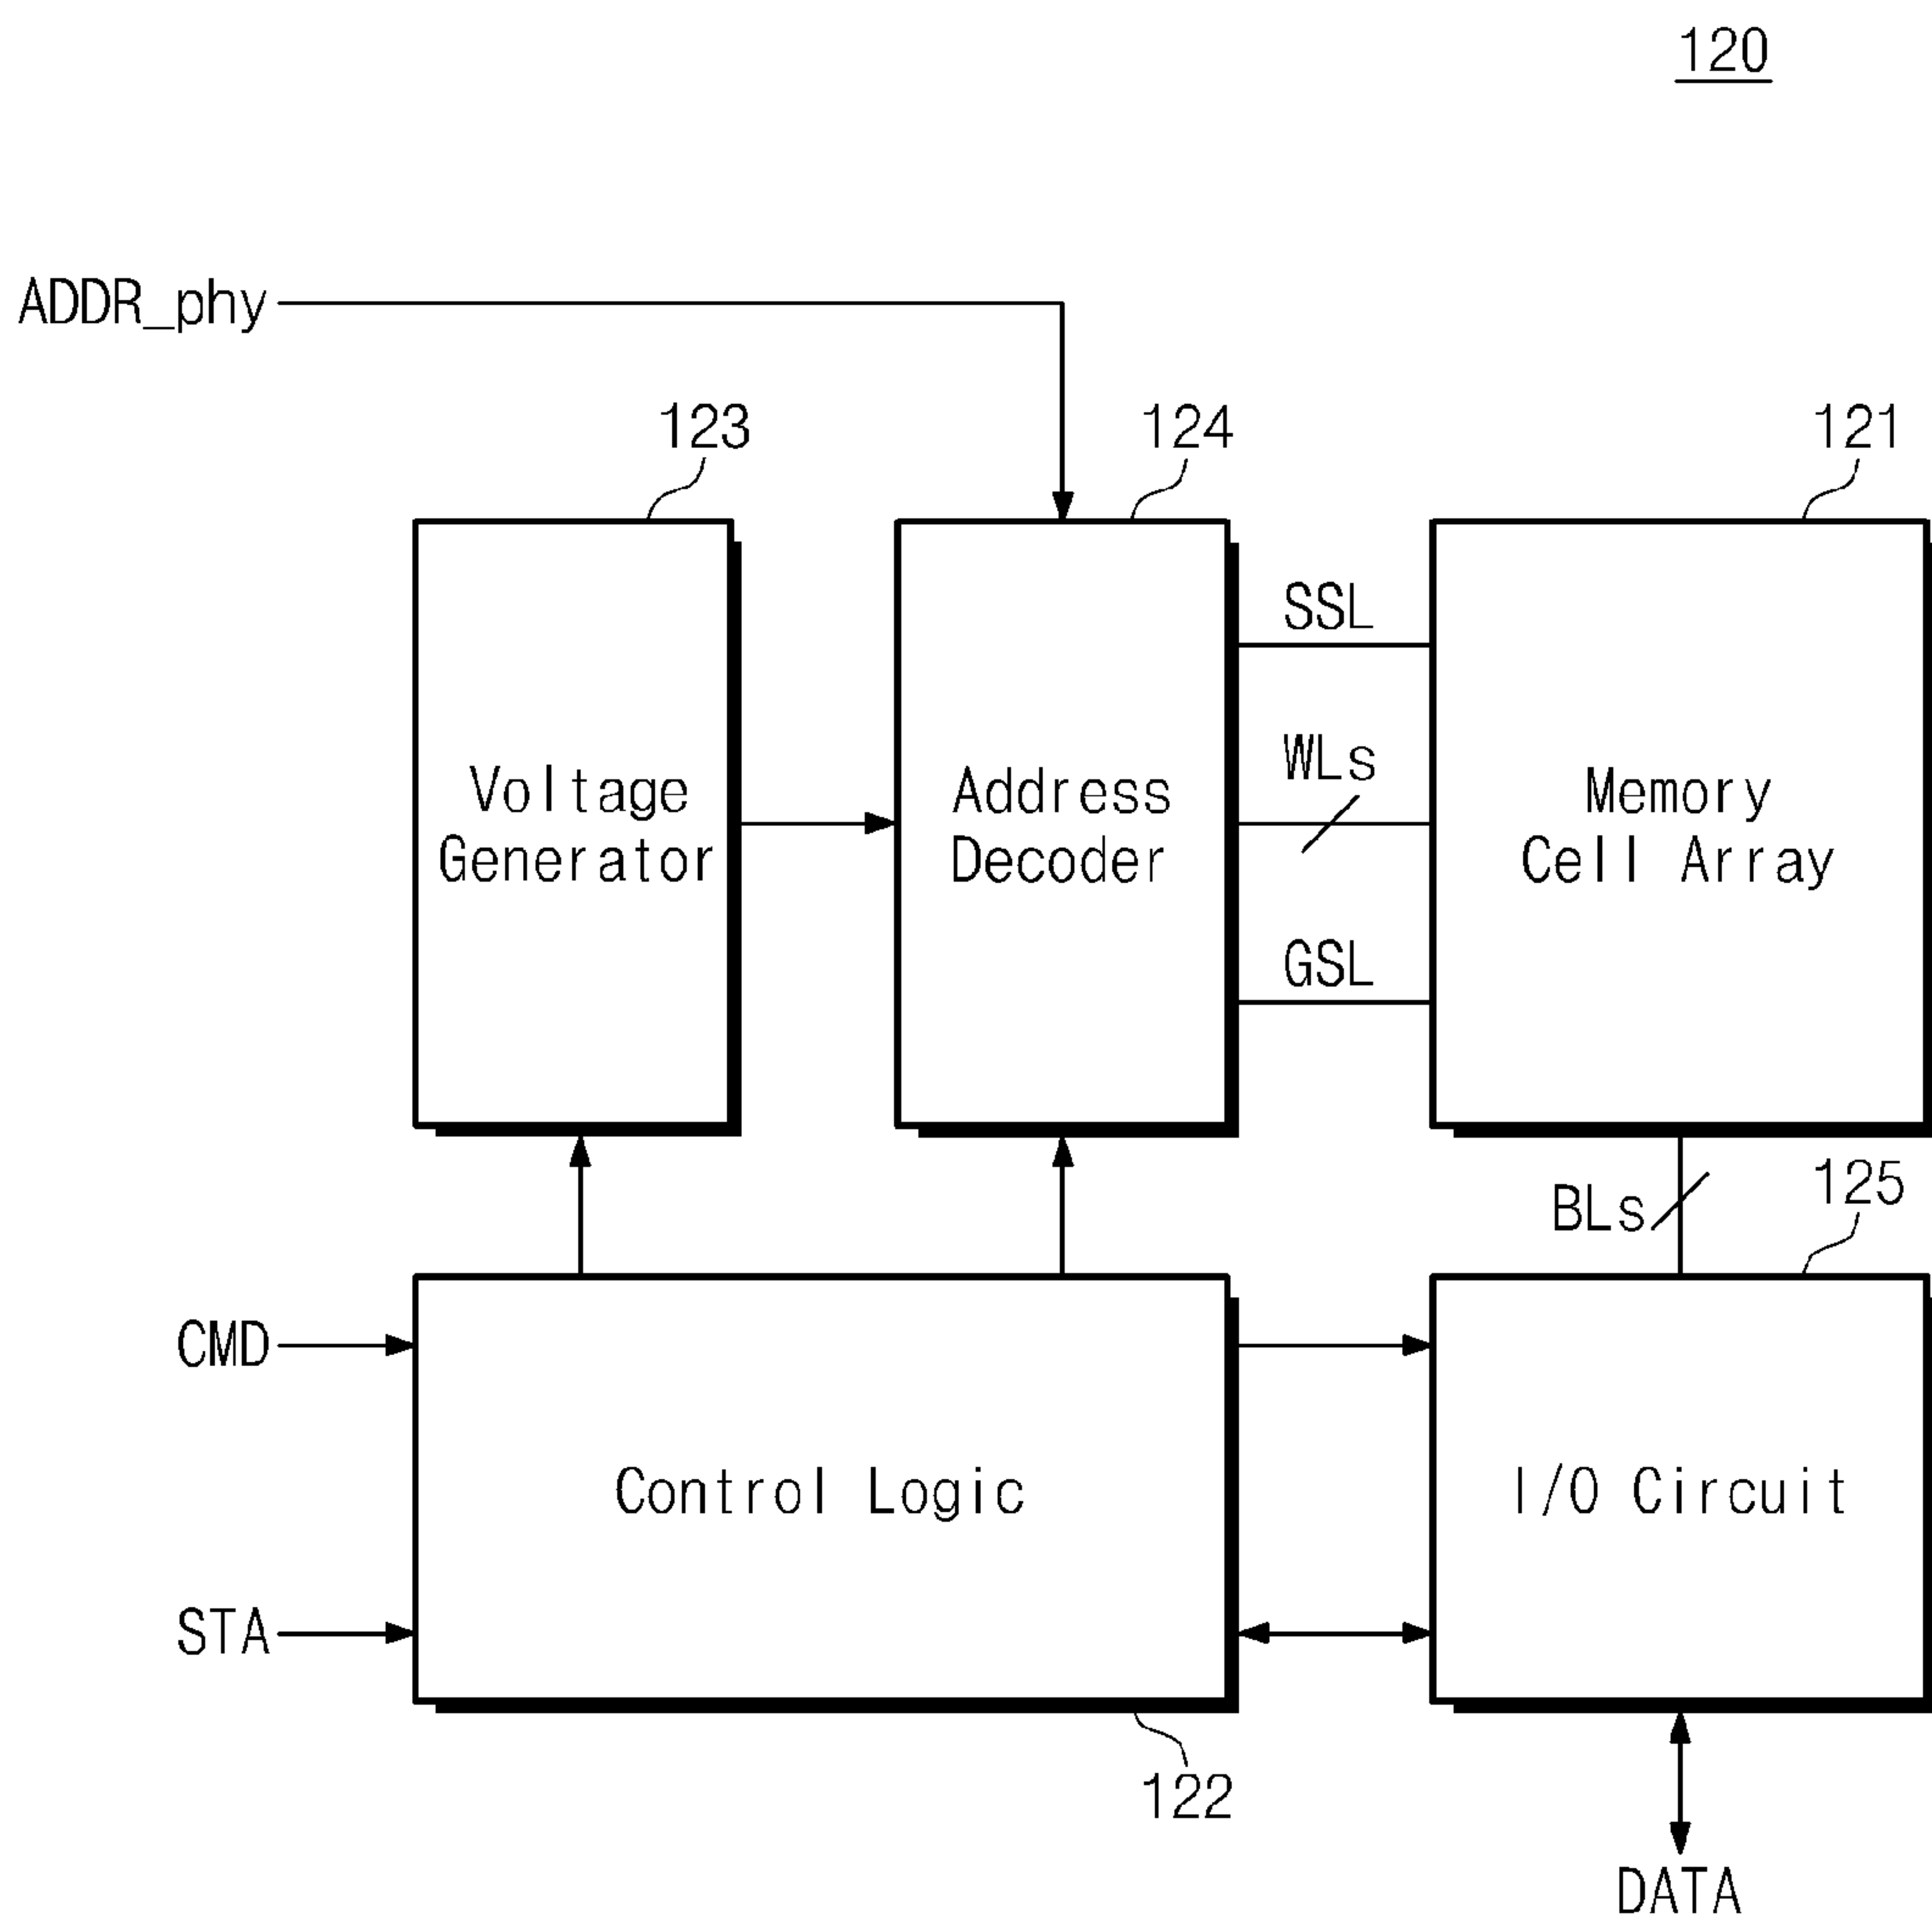 120
ADDR_phy
123
124
121
SSL
WLs
GSL
Voltage
Generator
Address
Decoder
Memory
Cell Array
BLs
125
CMD
STA
Control Logic
I/O Circuit
122
DATA